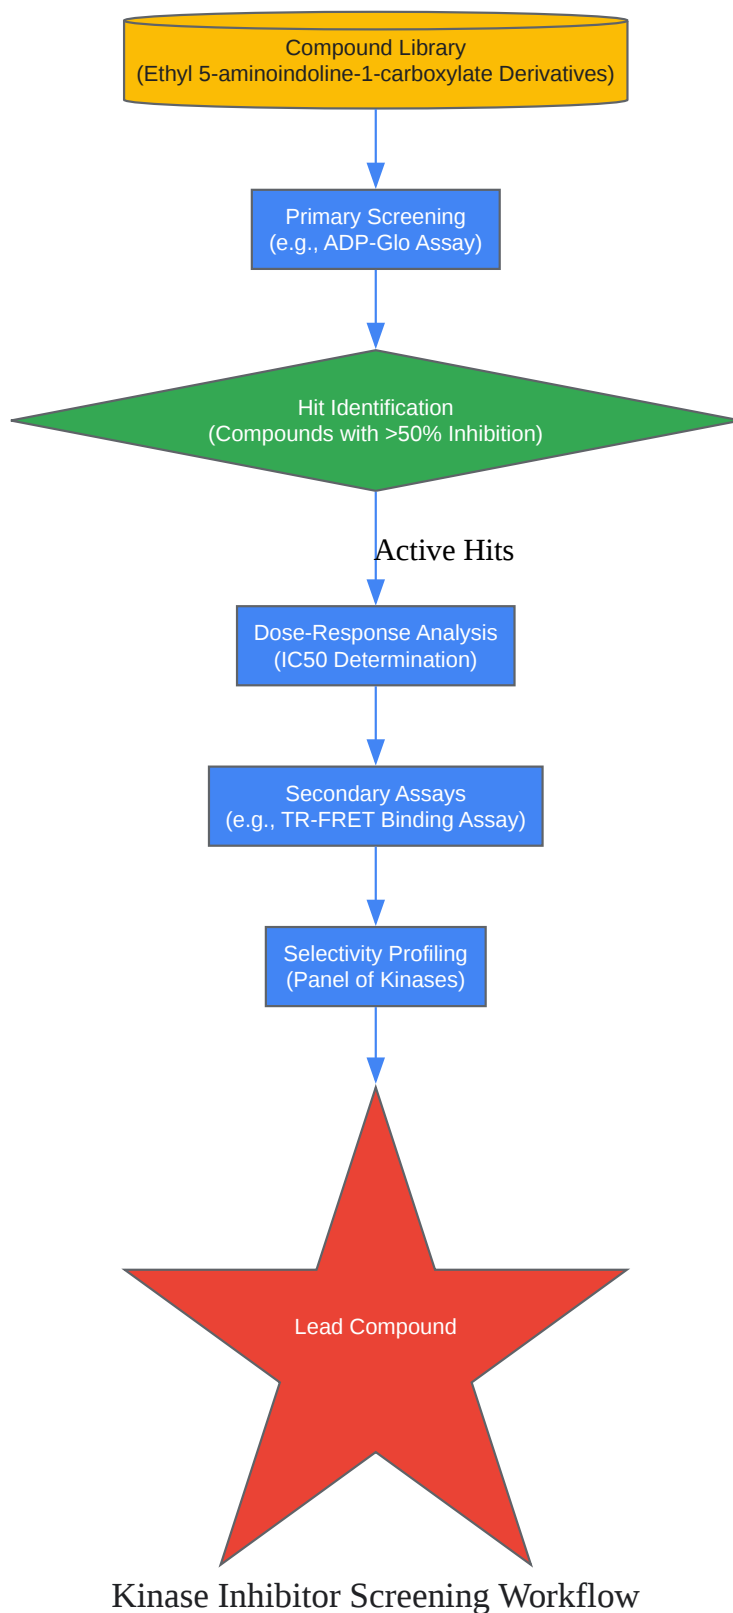 Compound Library
(Ethyl 5-aminoindoline-1-carboxylate Derivatives)
Primary Screening
(e.g., ADP-Glo Assay)
Hit Identification
(Compounds with >50% Inhibition)
Active Hits
Dose-Response Analysis
(IC50 Determination)
Secondary Assays
(e.g., TR-FRET Binding Assay)
Selectivity Profiling
(Panel of Kinases)
Lead Compound
Kinase Inhibitor Screening Workflow